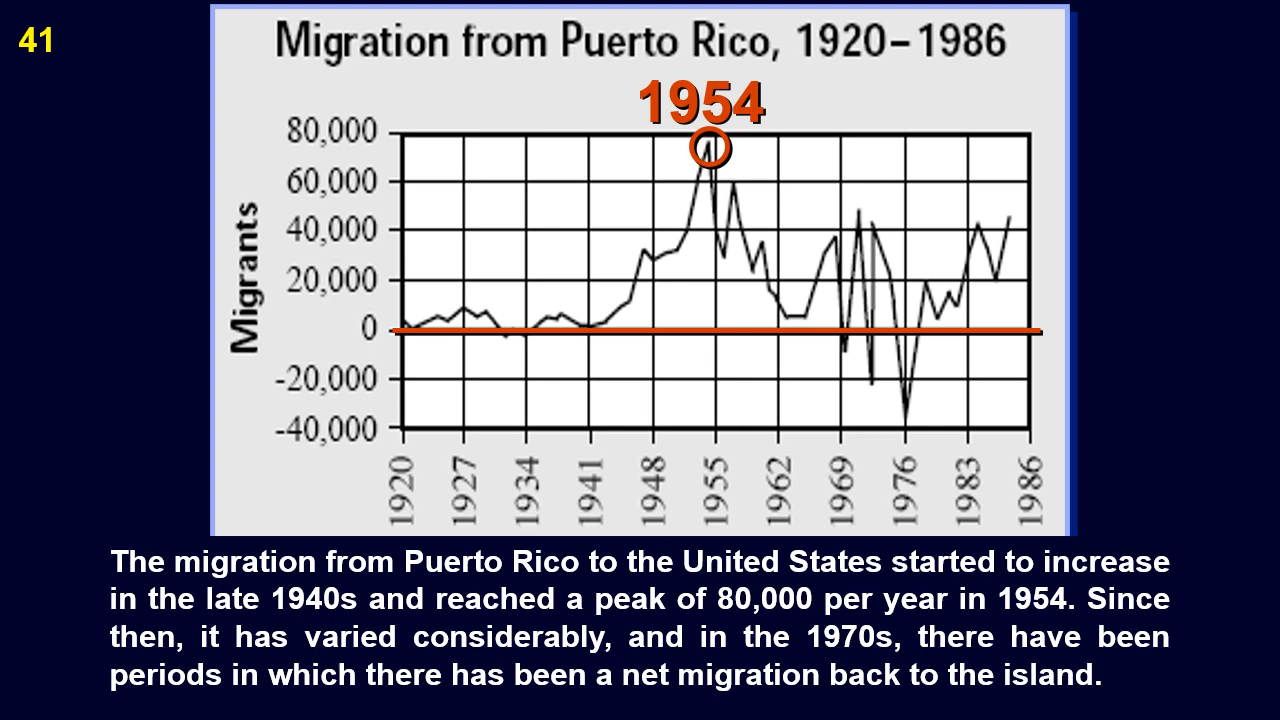 41
Migration from Puerto Rico, 1920–1986
1954
Migrants
80,000
60,000
40,000
20,000
0
-20,000
-40,000
1920 1927 1934 1941 1948 1955 1962 1969 1976 1983 1986
The migration from Puerto Rico to the United States started to increase
in the late 1940s and reached a peak of 80,000 per year in 1954. Since
then, it has varied considerably, and in the 1970s, there have been
periods in which there has been a net migration back to the island.